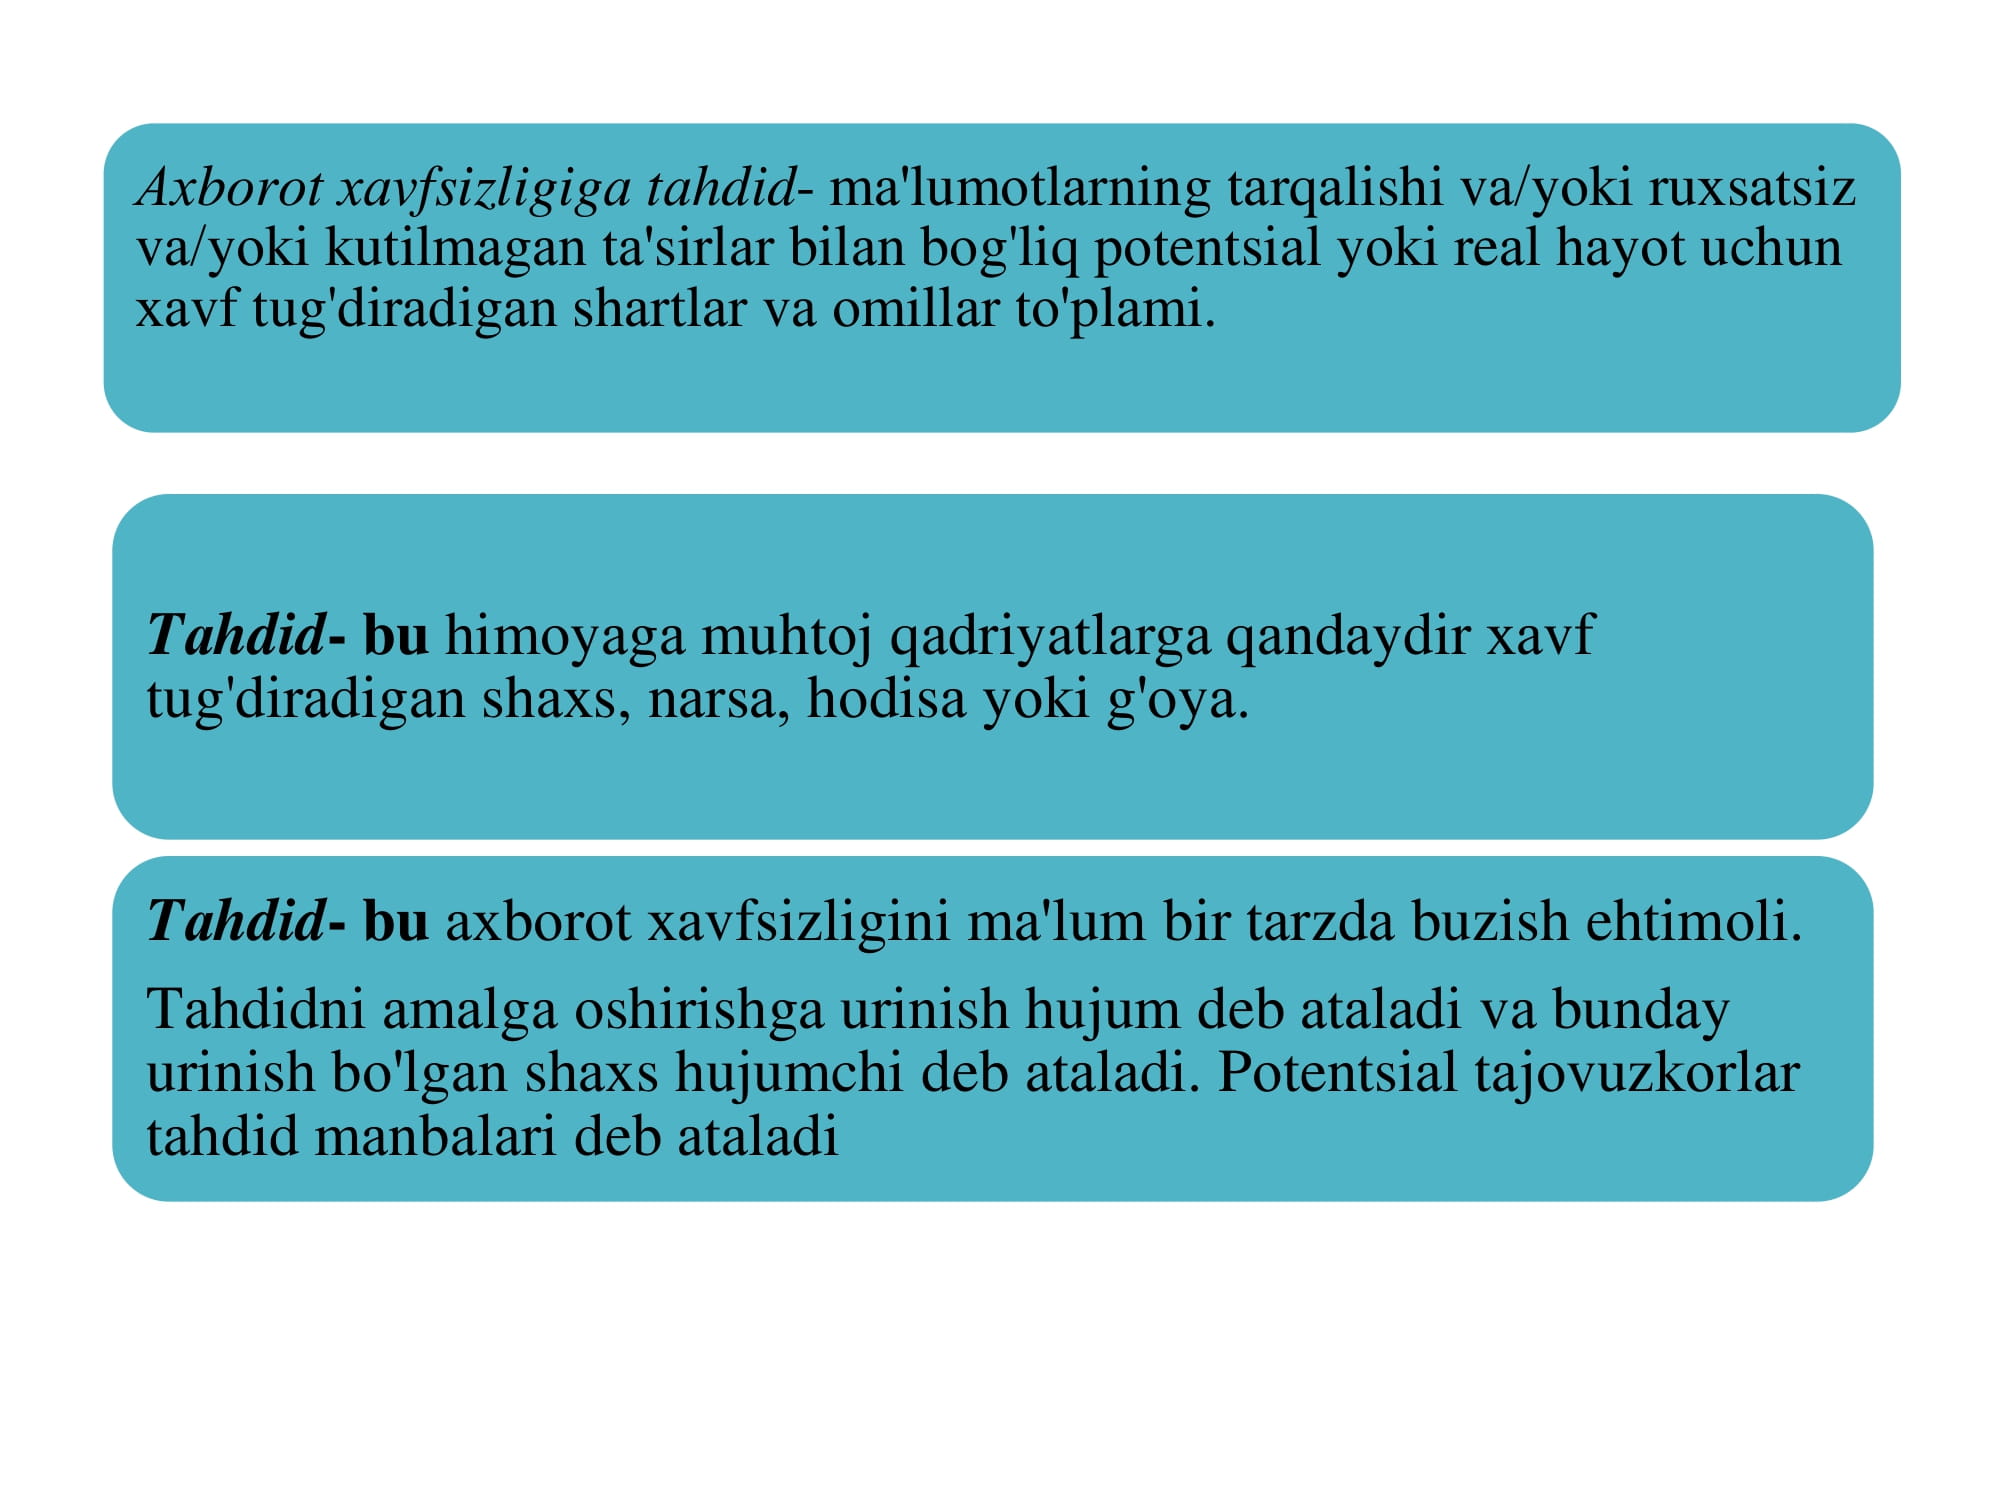 Axborot xavfsizligiga tahdid- ma'lumotlarning tarqalishi va/yoki ruxsatsiz
va/yoki kutilmagan ta'sirlar bilan bog'liq potentsial yoki real hayot uchun
xavf tug'diradigan shartlar va omillar to'plami.
Tahdid- bu himoyaga muhtoj qadriyatlarga qandaydir xavf
tug'diradigan shaxs, narsa, hodisa yoki g'oya.
Tahdid- bu axborot xavfsizligini ma'lum bir tarzda buzish ehtimoli.
Tahdidni amalga oshirishga urinish hujum deb ataladi va bunday
urinish bo'lgan shaxs hujumchi deb ataladi. Potentsial tajovuzkorlar
tahdid manbalari deb ataladi